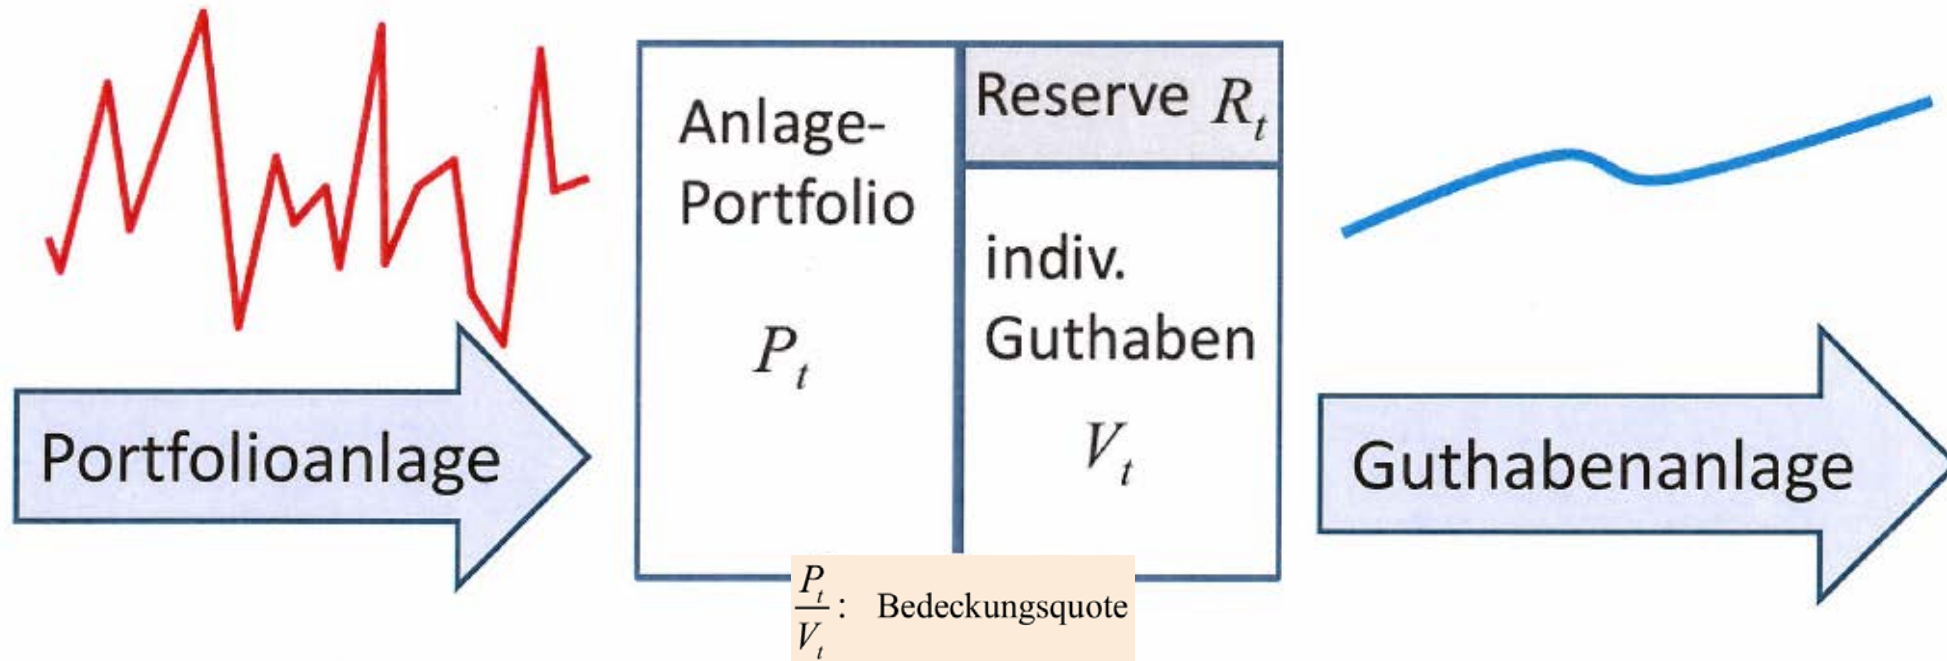 Portfolioanlage
Anlage-
Portfolio
P_t
Reserve R_t
indiv.
Guthaben
V_t
P_t/V_t : Bedeckungsquote
Guthabenanlage